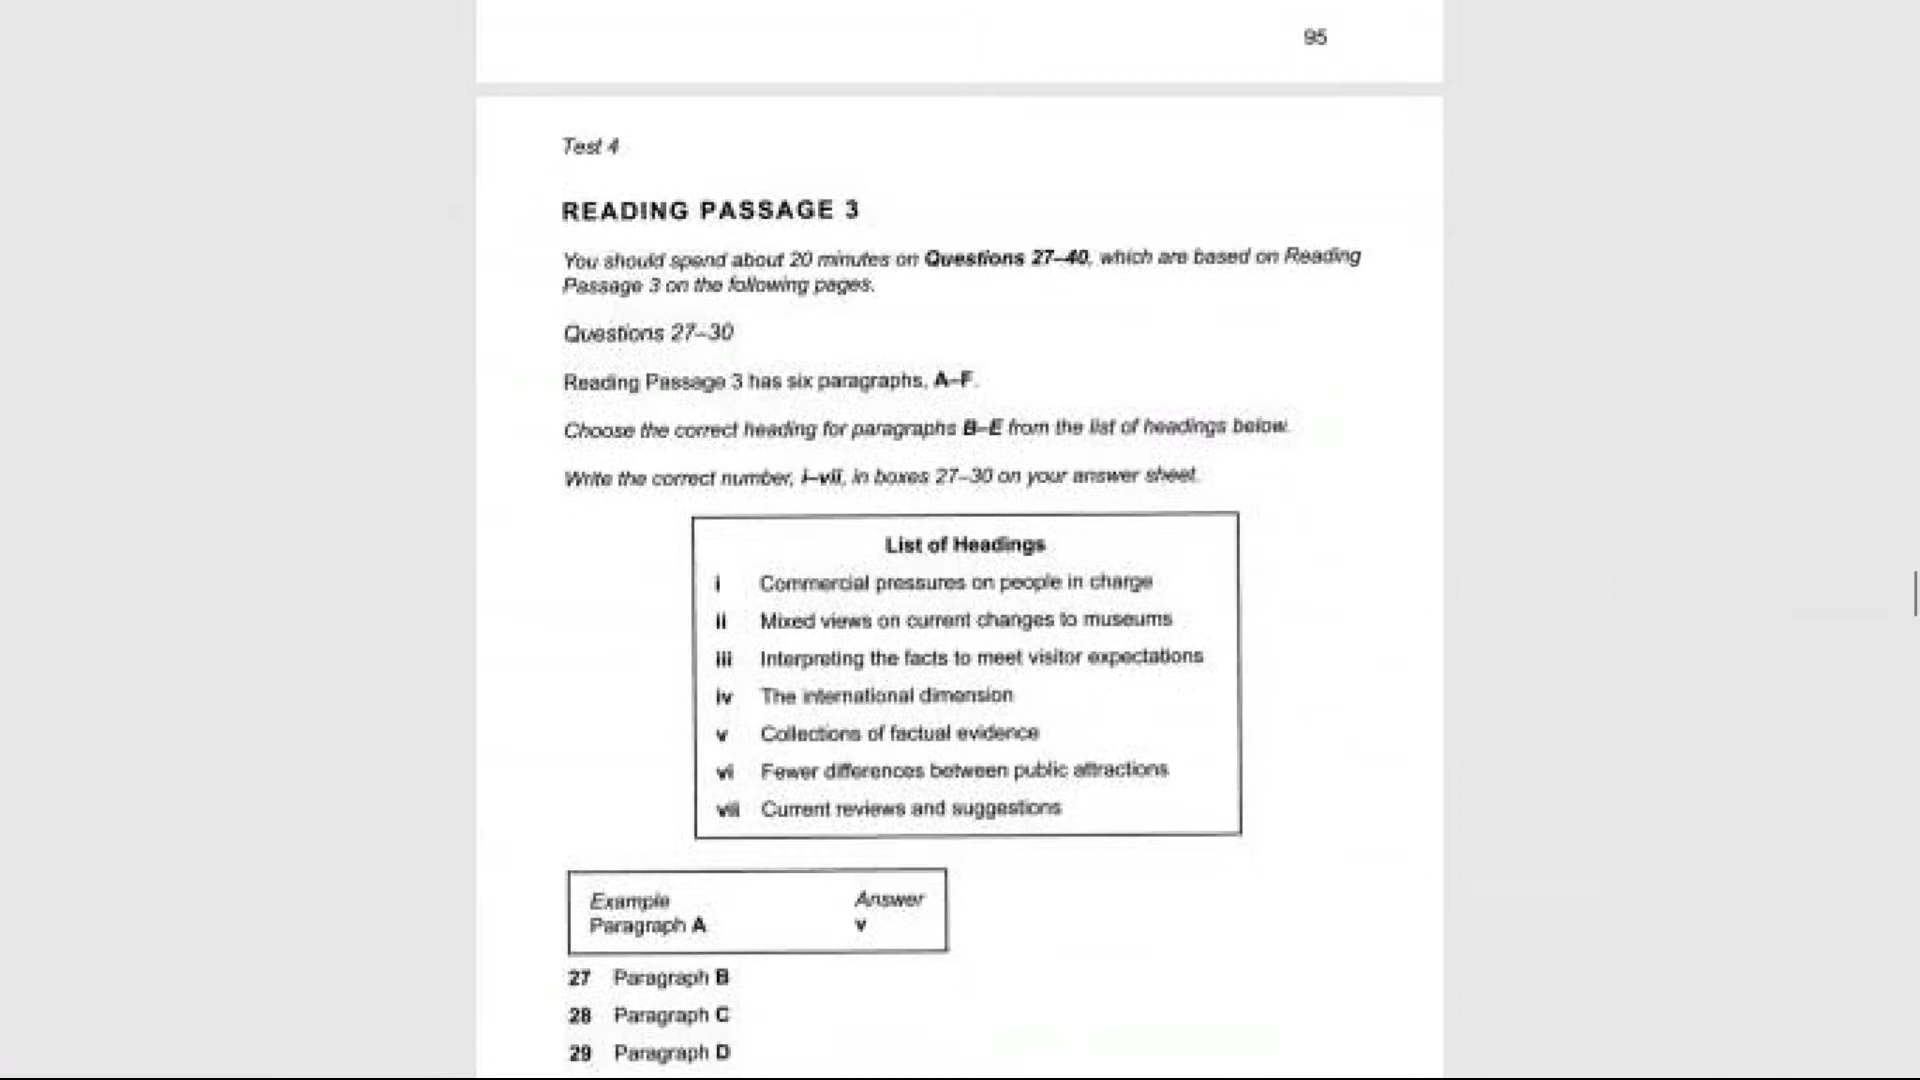 95
Test 4
READING PASSAGE 3
You should spend about 20 minutes on Questions 27–40, which are based on Reading
Passage 3 on the following pages.
Questions 27–30
Reading Passage 3 has six paragraphs, A–F.
Choose the correct heading for paragraphs B–E from the list of headings below.
Write the correct number, i–vii, in boxes 27–30 on your answer sheet.
List of Headings
i Commercial pressures on people in charge
ii Mixed views on current changes to museums
iii Interpreting the facts to meet visitor expectations
iv The international dimension
v Collections of factual evidence
vi Fewer differences between public attractions
vii Current reviews and suggestions
Example Answer
Paragraph A v
27 Paragraph B
28 Paragraph C
29 Paragraph D